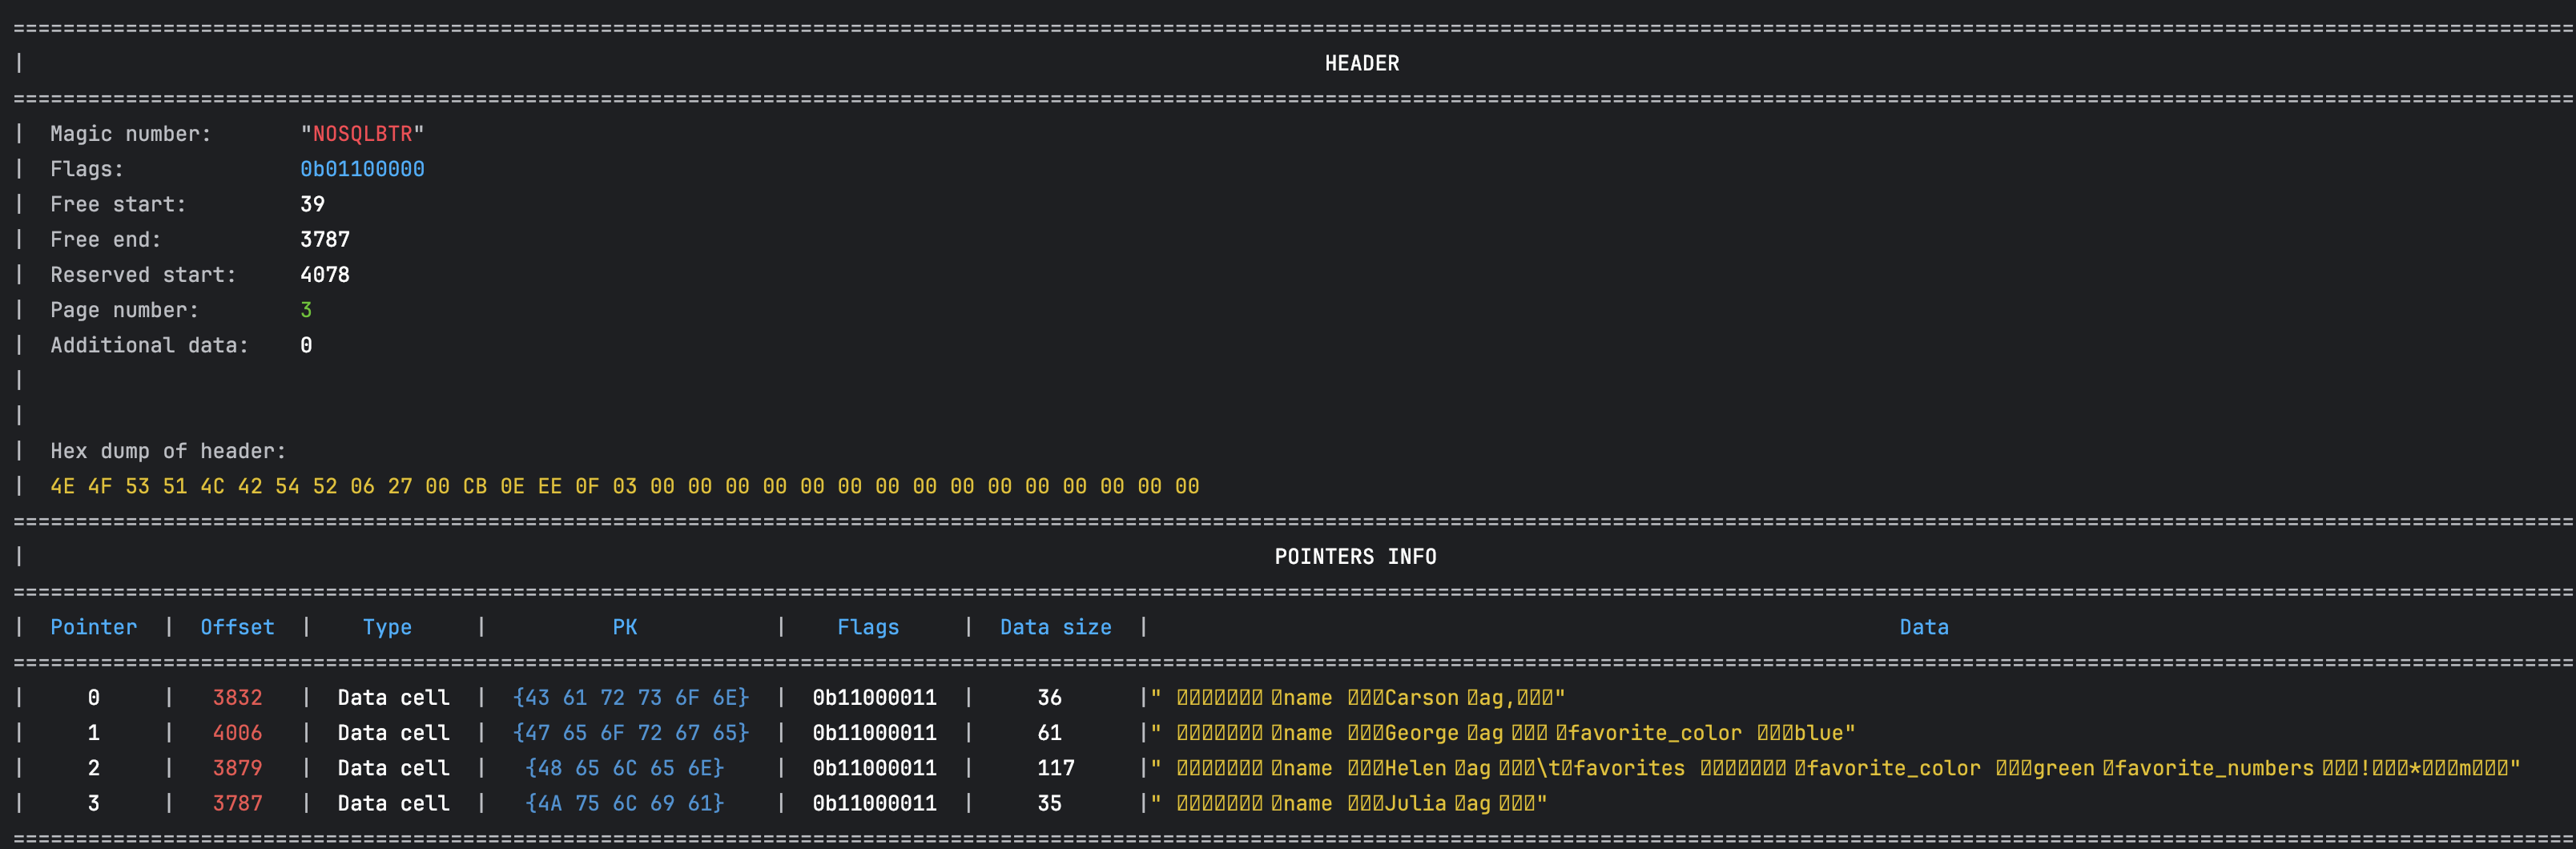 HEADER
| Magic number: "NOSQLBTR"
| Flags: 0b01100000
| Free start: 39
| Free end: 3787
| Reserved start: 4078
| Page number: 3
| Additional data: 0
|
|
| Hex dump of header:
| 4E 4F 53 51 4C 42 54 52 06 27 00 CB 0E EE 0F 03 00 00 00 00 00 00 00 00 00 00 00 00 00 00 00
| POINTERS INFO
| Pointer | Offset | Type | PK | Flags | Data size | Data
| 0 | 3832 | Data cell | {43 61 72 73 6F 6E} | 0b11000011 | 36 |" name Carson ag,"
| 1 | 4006 | Data cell | {47 65 6F 72 67 65} | 0b11000011 | 61 |" name George ag favorite_color blue"
| 2 | 3879 | Data cell | {48 65 6C 65 6E} | 0b11000011 | 117 |" name Helen ag \t favorites favorite_color green favorite_numbers ! * m"
| 3 | 3787 | Data cell | {4A 75 6C 69 61} | 0b11000011 | 35 |" name Julia ag "